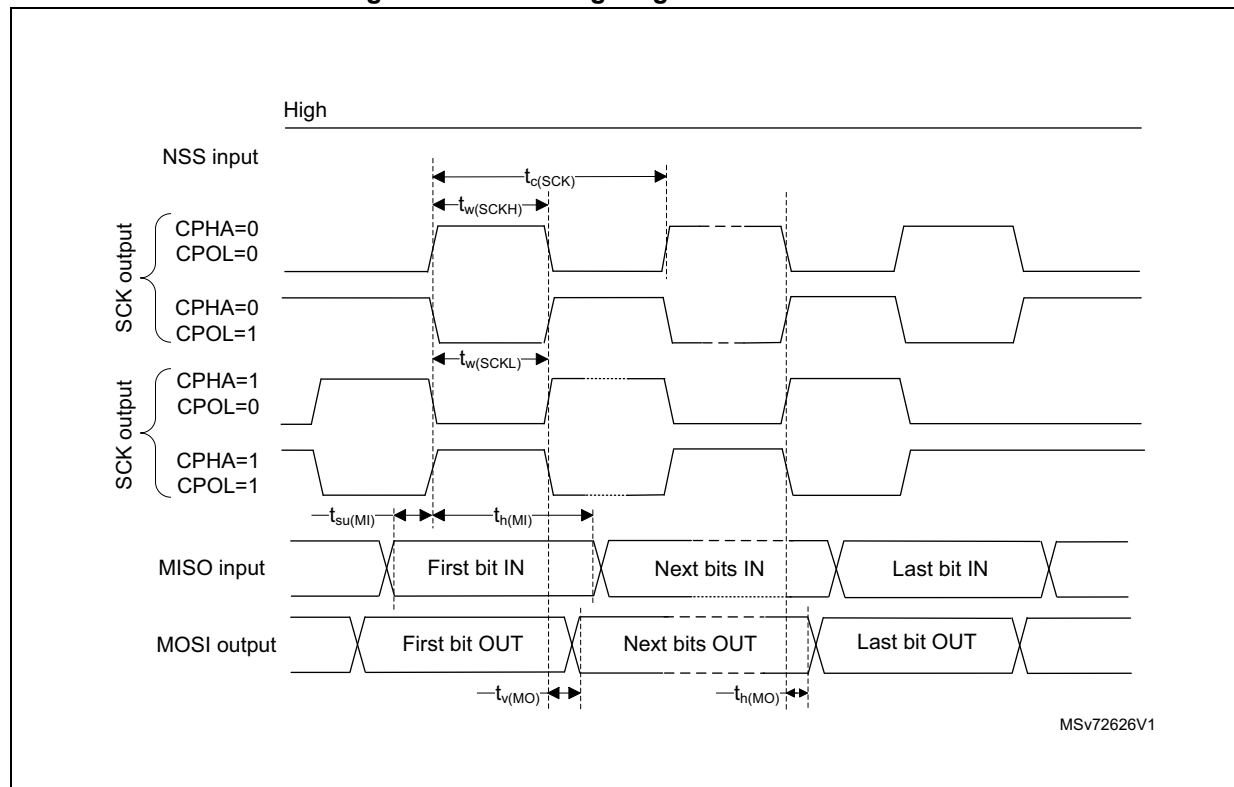 High
NSS input
tc(SCK)
tw(SCKH)
SCK output
CPHA=0
CPOL=0
CPHA=0
CPOL=1
tw(SCKL)
SCK output
CPHA=1
CPOL=0
CPHA=1
CPOL=1
tsu(MI)
th(MI)
MISO input
First bit IN
Next bits IN
Last bit IN
MOSI output
First bit OUT
Next bits OUT
Last bit OUT
tv(MO)
th(MO)
MSv72626V1